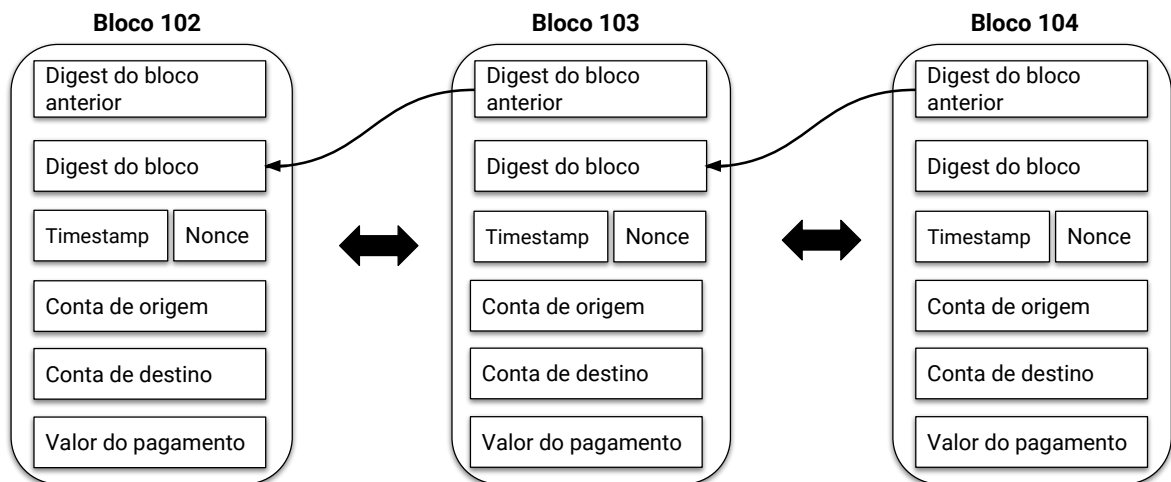 Bloco 102
Digest do bloco
anterior
Digest do bloco
Timestamp
Nonce
Conta de origem
Conta de destino
Valor do pagamento
Bloco 103
Digest do bloco
anterior
Digest do bloco
Timestamp
Nonce
Conta de origem
Conta de destino
Valor do pagamento
Bloco 104
Digest do bloco
anterior
Digest do bloco
Timestamp
Nonce
Conta de origem
Conta de destino
Valor do pagamento